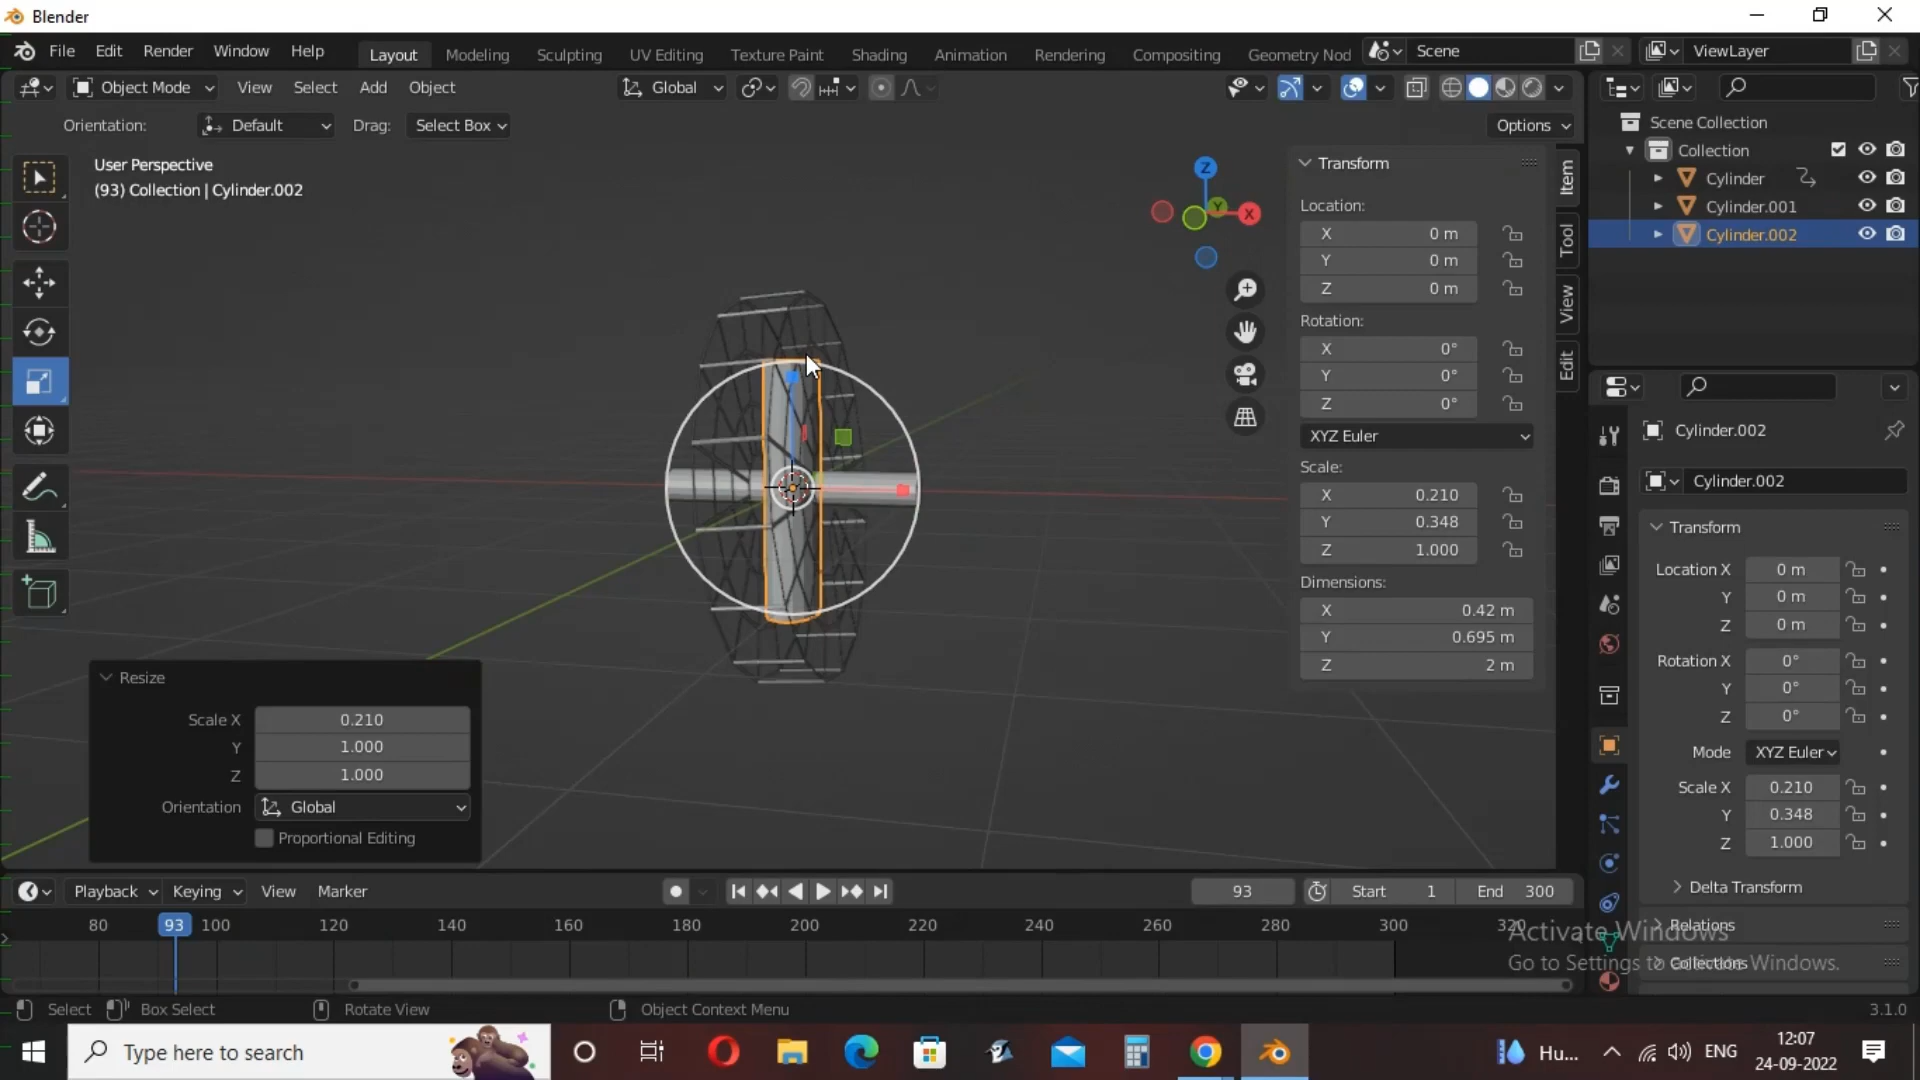 Blender
File Edit Render Window Help Layout Modeling Sculpting UV Editing Texture Paint Shading Animation Rendering Compositing Geometry Nod Scene ViewLayer
Object Mode View Select Add Object Global
Orientation: Default Drag: Select Box Options
User Perspective
(93) Collection | Cylinder.002
Z
Y
X
Transform
Location:
X 0 m
Y 0 m
Z 0 m
Rotation:
X 0°
Y 0°
Z 0°
XYZ Euler
Scale:
X 0.210
Y 0.348
Z 1.000
Dimensions:
X 0.42 m
Y 0.695 m
Z 2 m
Item
Tool
View
Edit
Scene Collection
Collection
Cylinder
Cylinder.001
Cylinder.002
Cylinder.002
Cylinder.002
Transform
Location X 0 m
Y 0 m
Z 0 m
Rotation X 0°
Y 0°
Z 0°
Mode XYZ Euler
Scale X 0.210
Y 0.348
Z 1.000
Delta Transform
Relations
Collections
Resize
Scale X 0.210
Y 1.000
Z 1.000
Orientation Global
Proportional Editing
Playback Keying View Marker 93 Start 1 End 300
80 93 100 120 140 160 180 200 220 240 260 280 300 320
Activate Windows
Go to Settings to activate Windows.
Select Box Select Rotate View Object Context Menu 3.1.0
Type here to search Hu... ENG 12:07
24-09-2022